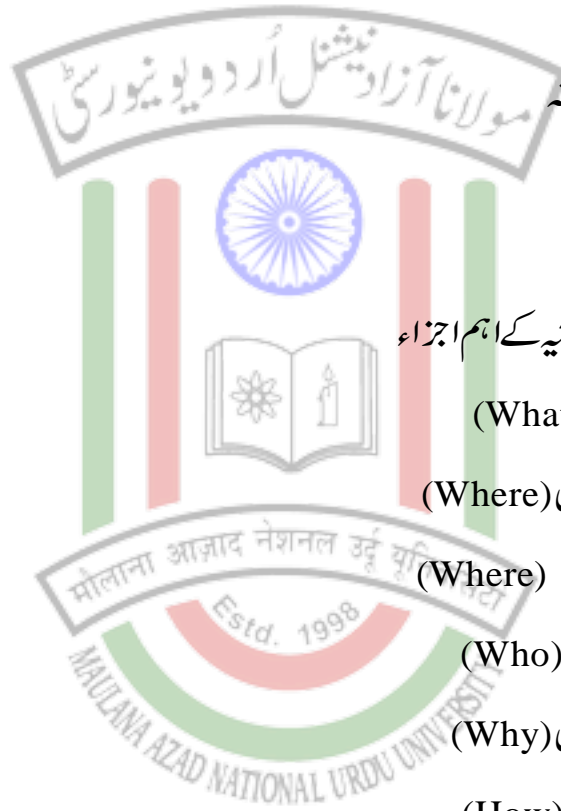 مولانا آزاد نیشنل اُردو یونیورسٹی
کے اہم اجزاء
(What
(Where)
मौलाना आज़ाद नेशनल उर्दू
(Where)
Estd. 1998
(Who)
MAULANA AZAD NATIONAL URDU UNIVERSITY
(Why)
(How)